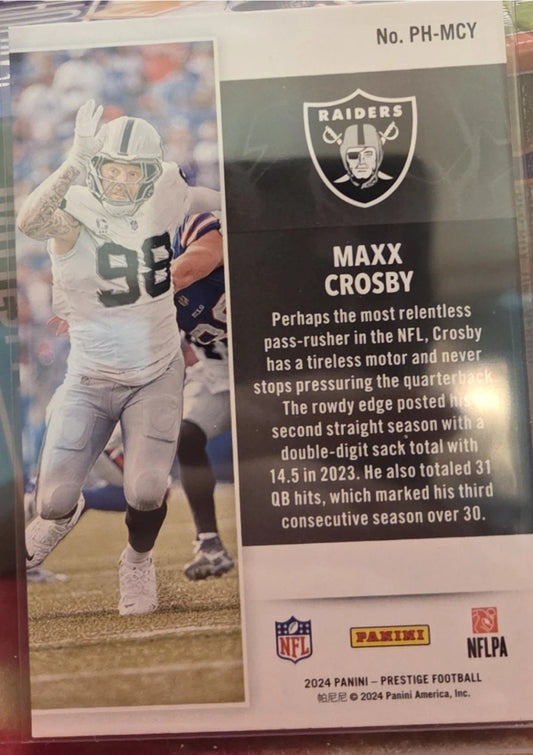 No. PH-MCY
RAIDERS
MAXX
CROSBY
Perhaps the most relentless
pass-rusher in the NFL, Crosby
has a tireless motor and never
stops pressuring the quarterback.
The rowdy edge posted his
second straight season with a
double-digit sack total with
14.5 in 2023. He also totaled 31
QB hits, which marked his third
consecutive season over 30.
98
NFL
PANINI
NFLPA
2024 PANINI – PRESTIGE FOOTBALL
帕尼尼 © 2024 Panini America, Inc.